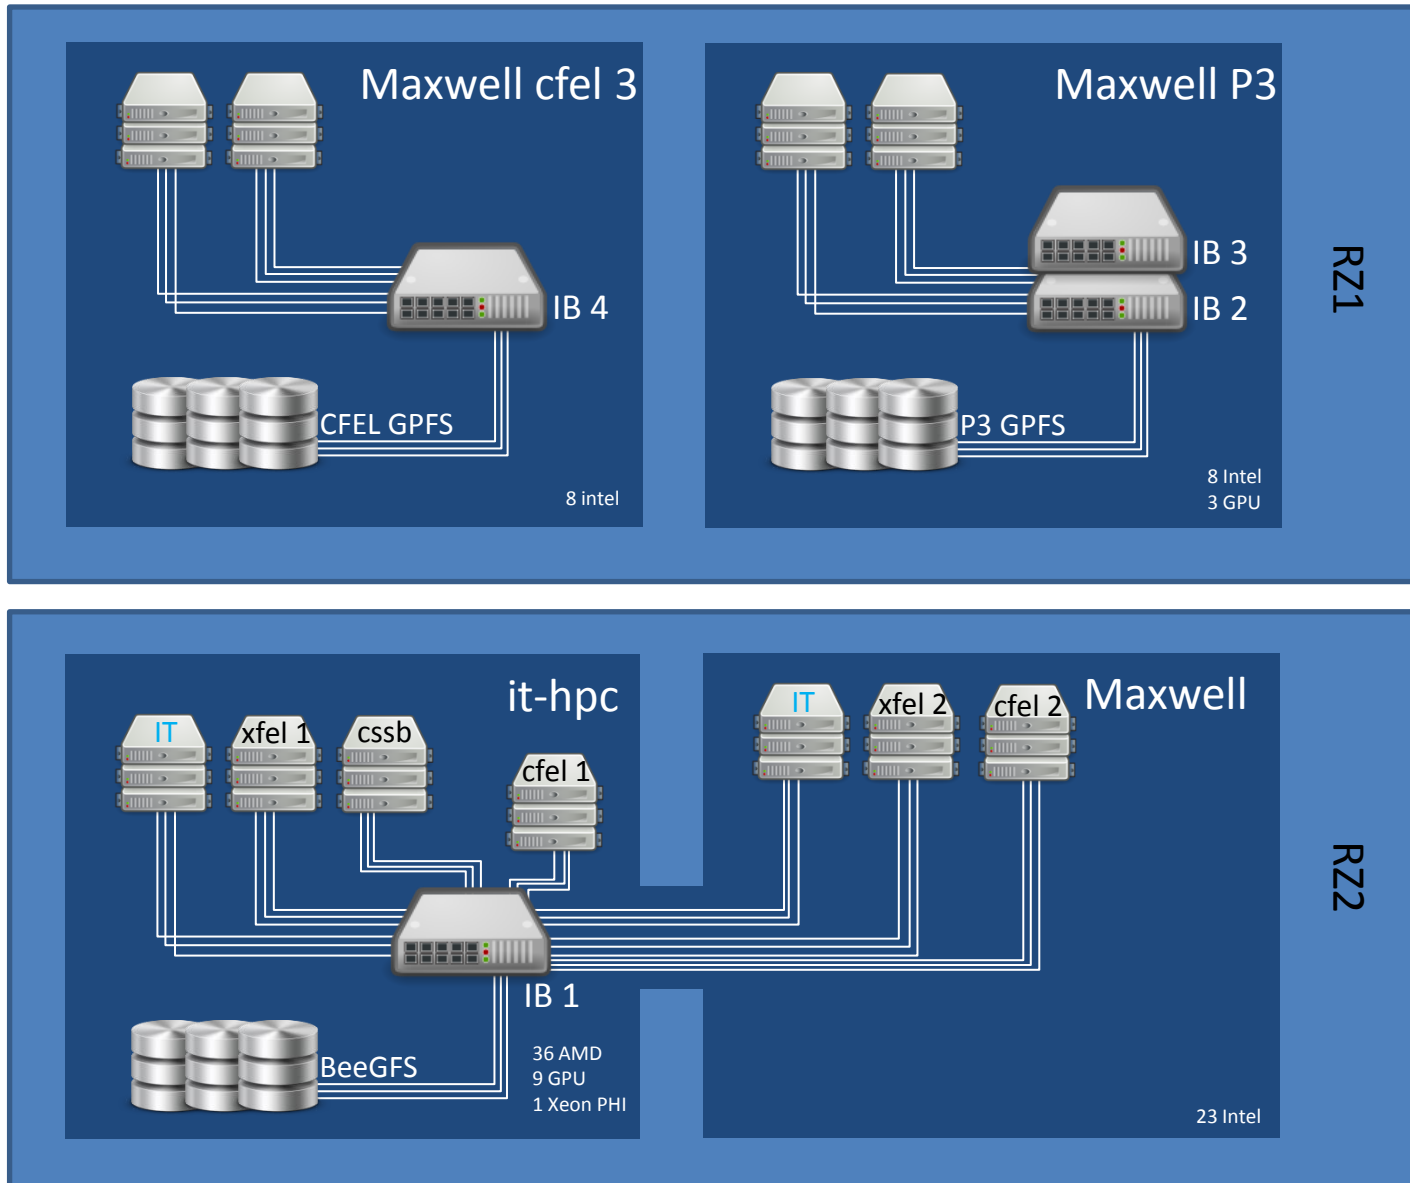 Maxwell cfel 3
IB 4
CFEL GPFS
8 intel
Maxwell P3
IB 3
IB 2
P3 GPFS
8 Intel
3 GPU
RZ1
it-hpc
IT
xfel 1
cssb
cfel 1
IB 1
BeeGFS
36 AMD
9 GPU
1 Xeon PHI
Maxwell
IT
xfel 2
cfel 2
23 Intel
RZ2